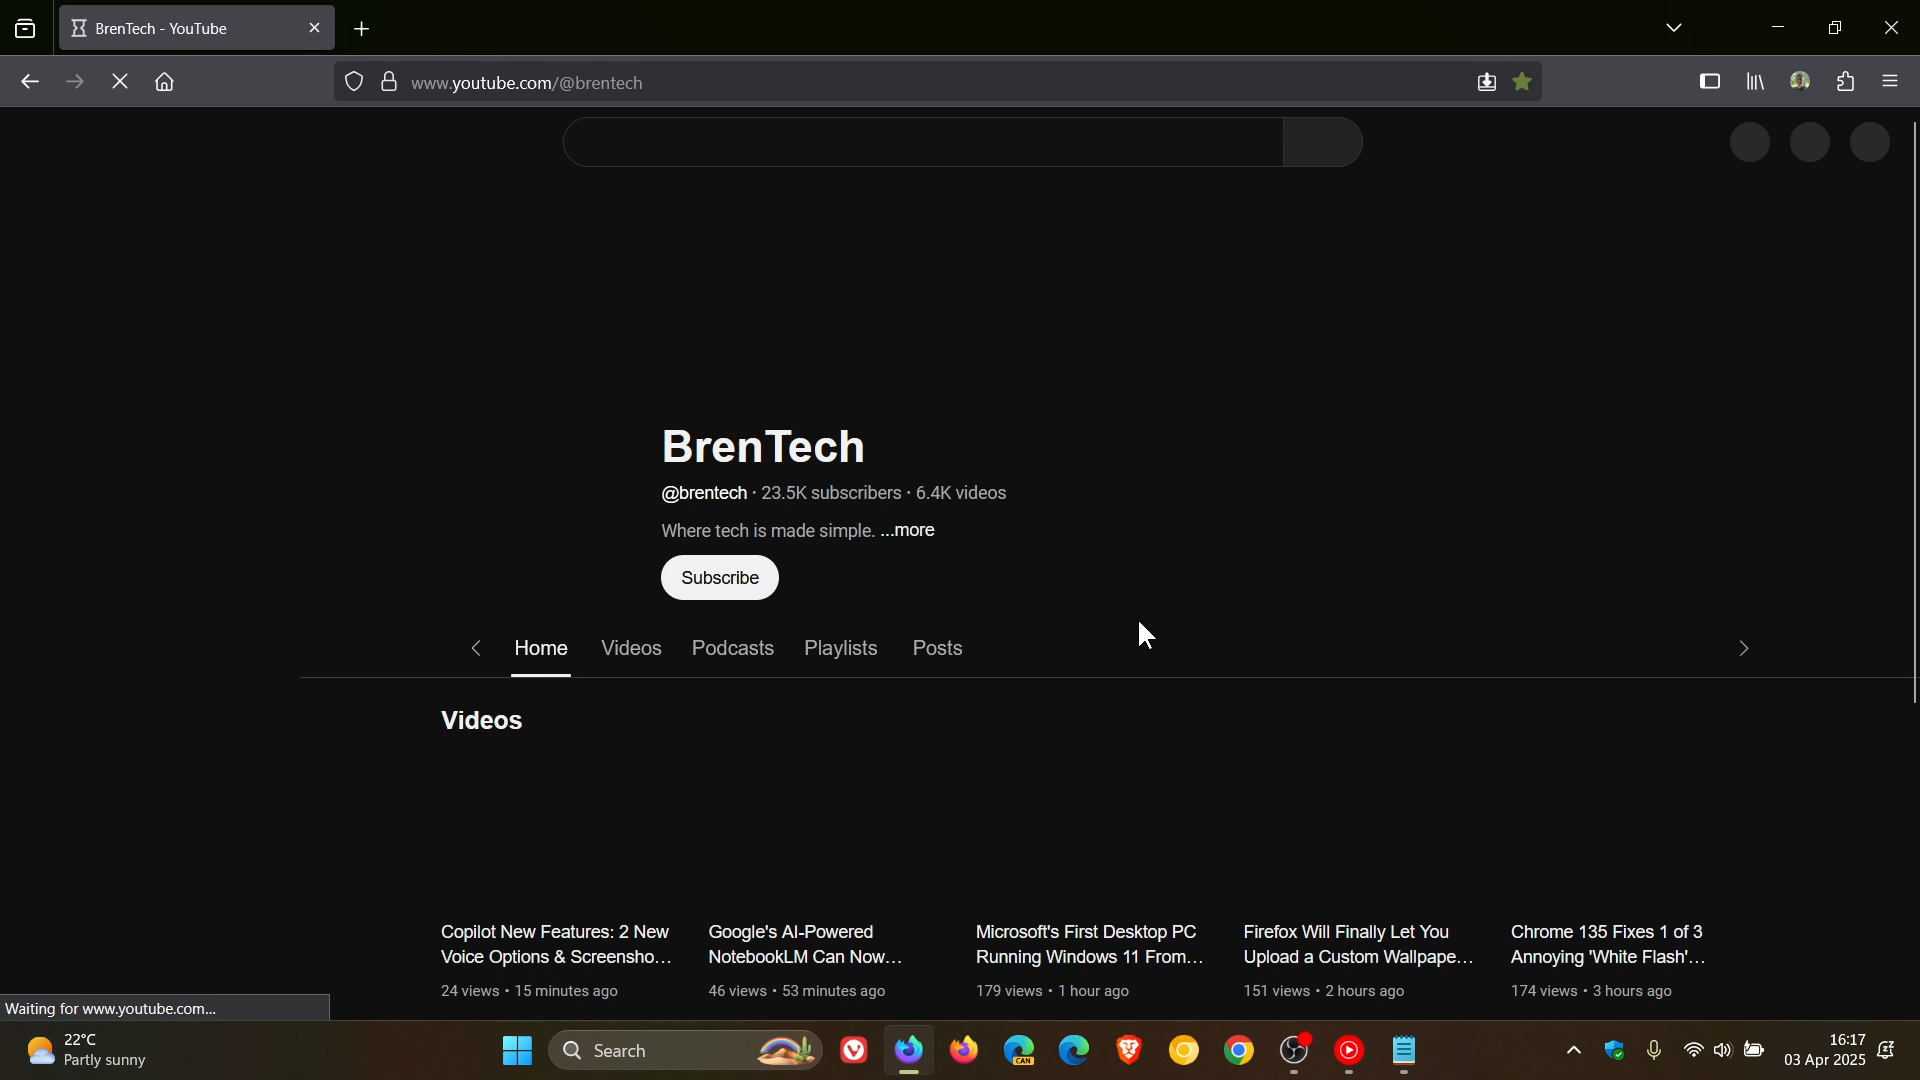 BrenTech - YouTube
www.youtube.com/@brentech
BrenTech
@brentech · 23.5K subscribers · 6.4K videos
Where tech is made simple. ...more
Subscribe
Home Videos Podcasts Playlists Posts
Videos
Copilot New Features: 2 New
Voice Options & Screensho...
24 views • 15 minutes ago
Google's AI-Powered
NotebookLM Can Now...
46 views • 53 minutes ago
Microsoft's First Desktop PC
Running Windows 11 From...
179 views • 1 hour ago
Firefox Will Finally Let You
Upload a Custom Wallpape...
151 views • 2 hours ago
Chrome 135 Fixes 1 of 3
Annoying 'White Flash'...
174 views • 3 hours ago
Waiting for www.youtube.com...
22°C
Partly sunny
Search
CAN
16:17
03 Apr 2025